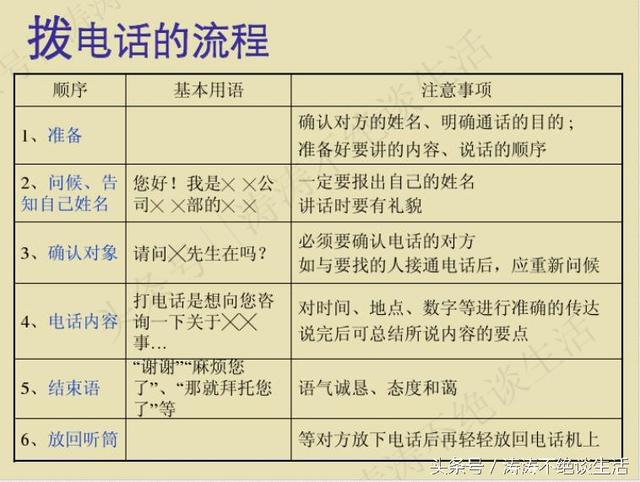 拨电话的流程
顺序
基本用语
注意事项
1、准备
确认对方的姓名、明确通话的目的；
准备好要讲的内容、说话的顺序
2、问候、告
知自己姓名
您好！我是× ×公
司× ×部的× ×
一定要报出自己的姓名
讲话时要有礼貌
3、确认对象
请问×先生在吗？
必须要确认电话的对方
如与要找的人接通电话后，应重新问候
4、电话内容
打电话是想向您咨
询一下关于××
事…
对时间、地点、数字等进行准确的传达
说完后可总结所说内容的要点
5、结束语
“谢谢”“麻烦您
了”、“那就拜托您
了”等
语气诚恳、态度和蔼
6、放回听筒
等对方放下电话后再轻轻放回电话机上
头条号 / 涛涛不绝谈生活